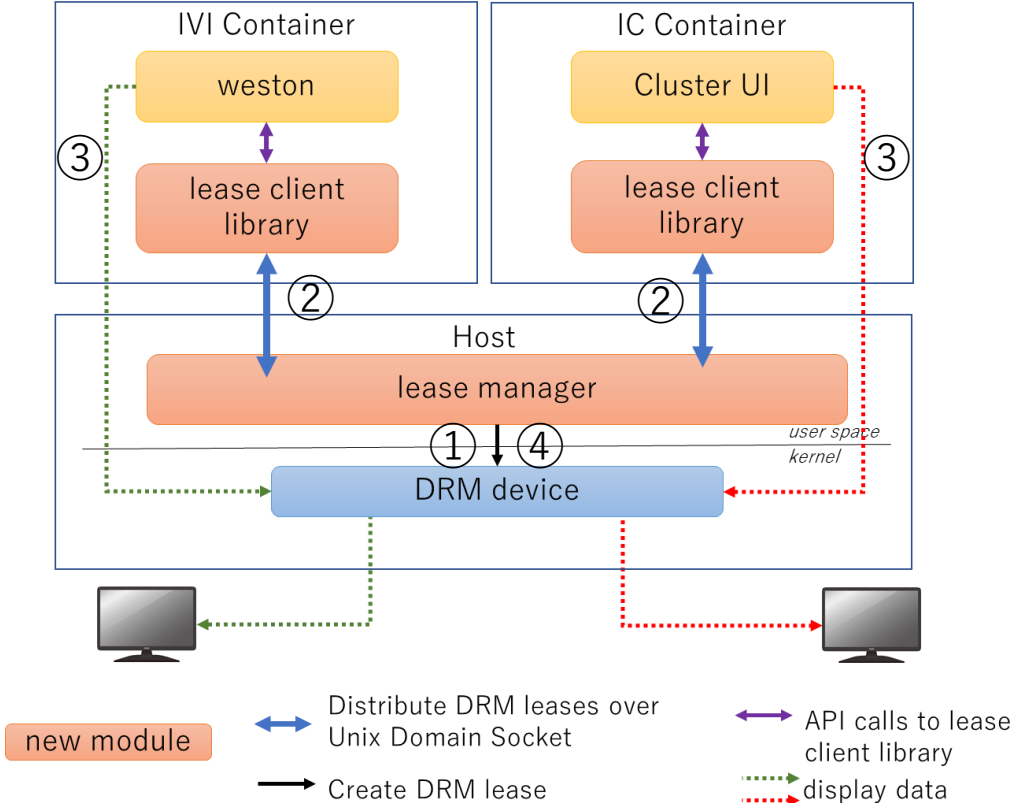 IVI Container
IC Container
weston
Cluster UI
③
③
lease client
library
lease client
library
②
②
Host
lease manager
① ④
user space
kernel
DRM device
Distribute DRM leases over
Unix Domain Socket
API calls to lease
client library
new module
Create DRM lease
display data